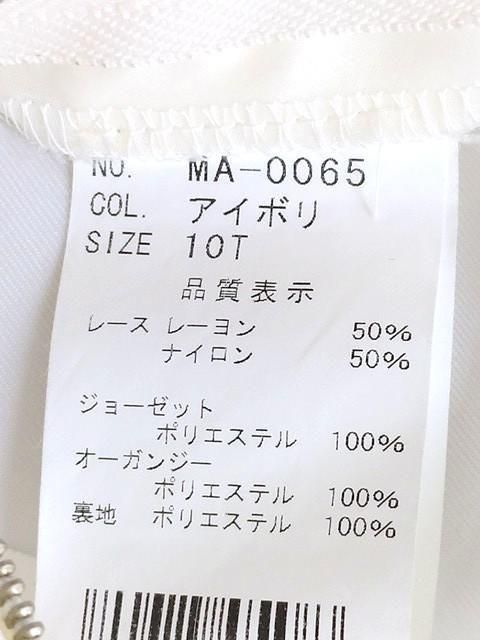 NO. MA-0065
COL. アイボリ
SIZE 10T
品質表示
レース レーヨン 50%
ナイロン 50%
ジョーゼット
ポリエステル 100%
オーガンジー
ポリエステル 100%
裏地 ポリエステル 100%